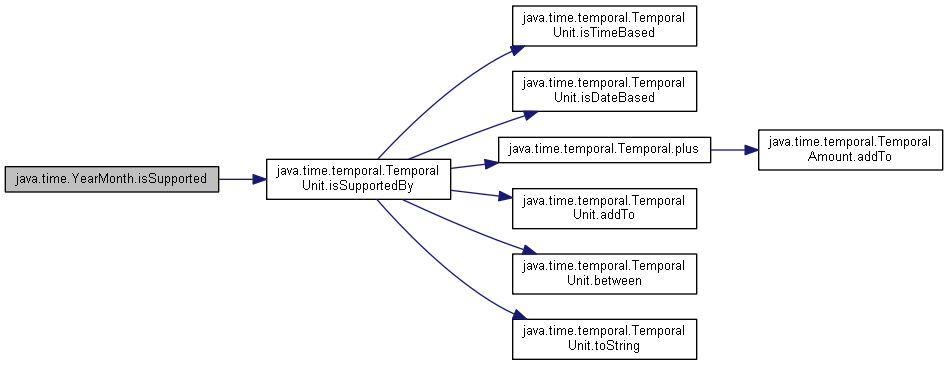 java.time.YearMonth.isSupported
java.time.temporal.Temporal
Unit.isSupportedBy
java.time.temporal.Temporal
Unit.isTimeBased
java.time.temporal.Temporal
Unit.isDateBased
java.time.temporal.Temporal.plus
java.time.temporal.Temporal
Amount.addTo
java.time.temporal.Temporal
Unit.addTo
java.time.temporal.Temporal
Unit.between
java.time.temporal.Temporal
Unit.toString